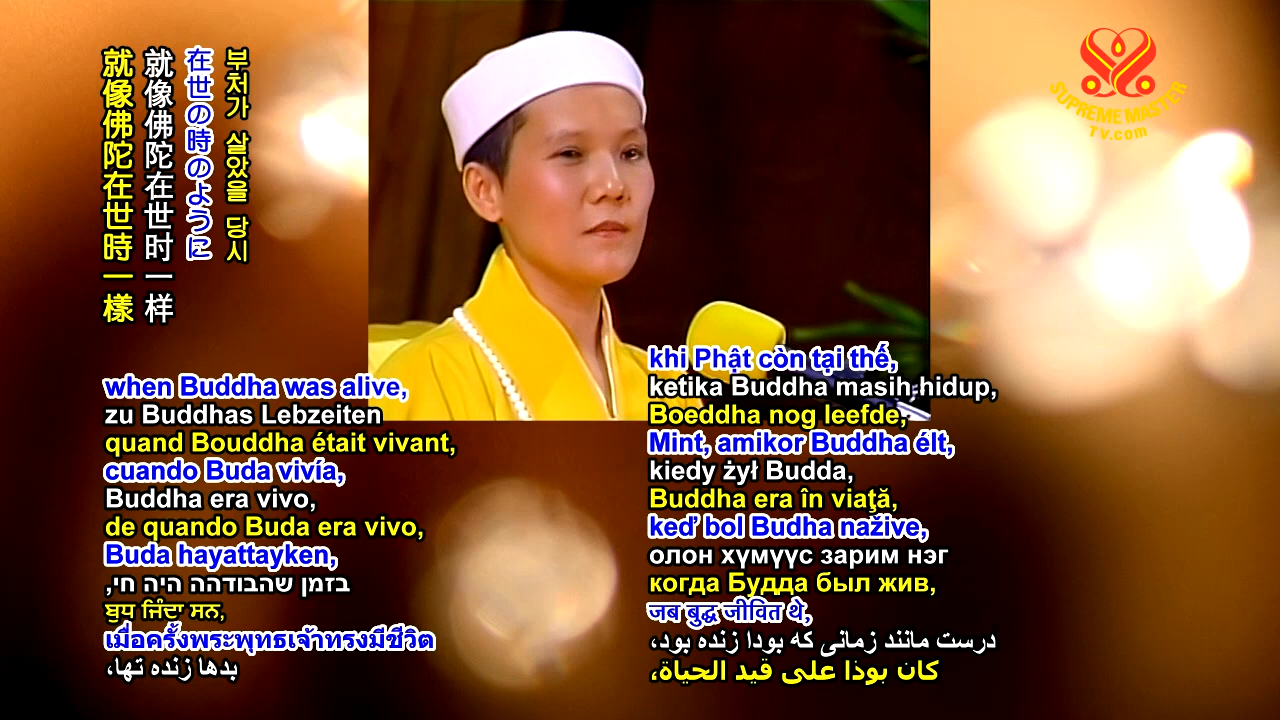 부처가 살았을 당시
在世の時のように
就像佛陀在世时一样
就像佛陀在世時一樣
SUPREME MASTER
TV.com
when Buddha was alive,
zu Buddhas Lebzeiten
quand Bouddha était vivant,
cuando Buda vivía,
Buddha era vivo,
de quando Buda era vivo,
Buda hayattayken,
בזמן שהבודהה היה חי,
ਬੁਧ ਜਿੰਦਾ ਸਨ,
เมื่อครั้งพระพุทธเจ้าทรงมีชีวิต
بدها زنده تها،
khi Phật còn tại thế,
ketika Buddha masih hidup,
Boeddha nog leefde,
Mint, amikor Buddha élt,
kiedy żył Budda,
Buddha era în viaţă,
keď bol Budha nažive,
олон хүмүүс зарим нэг
когда Будда был жив,
जब बुद्ध जीवित थे,
درست مانند زمانی که بودا زنده بود،
كان بوذا على قيد الحياة،